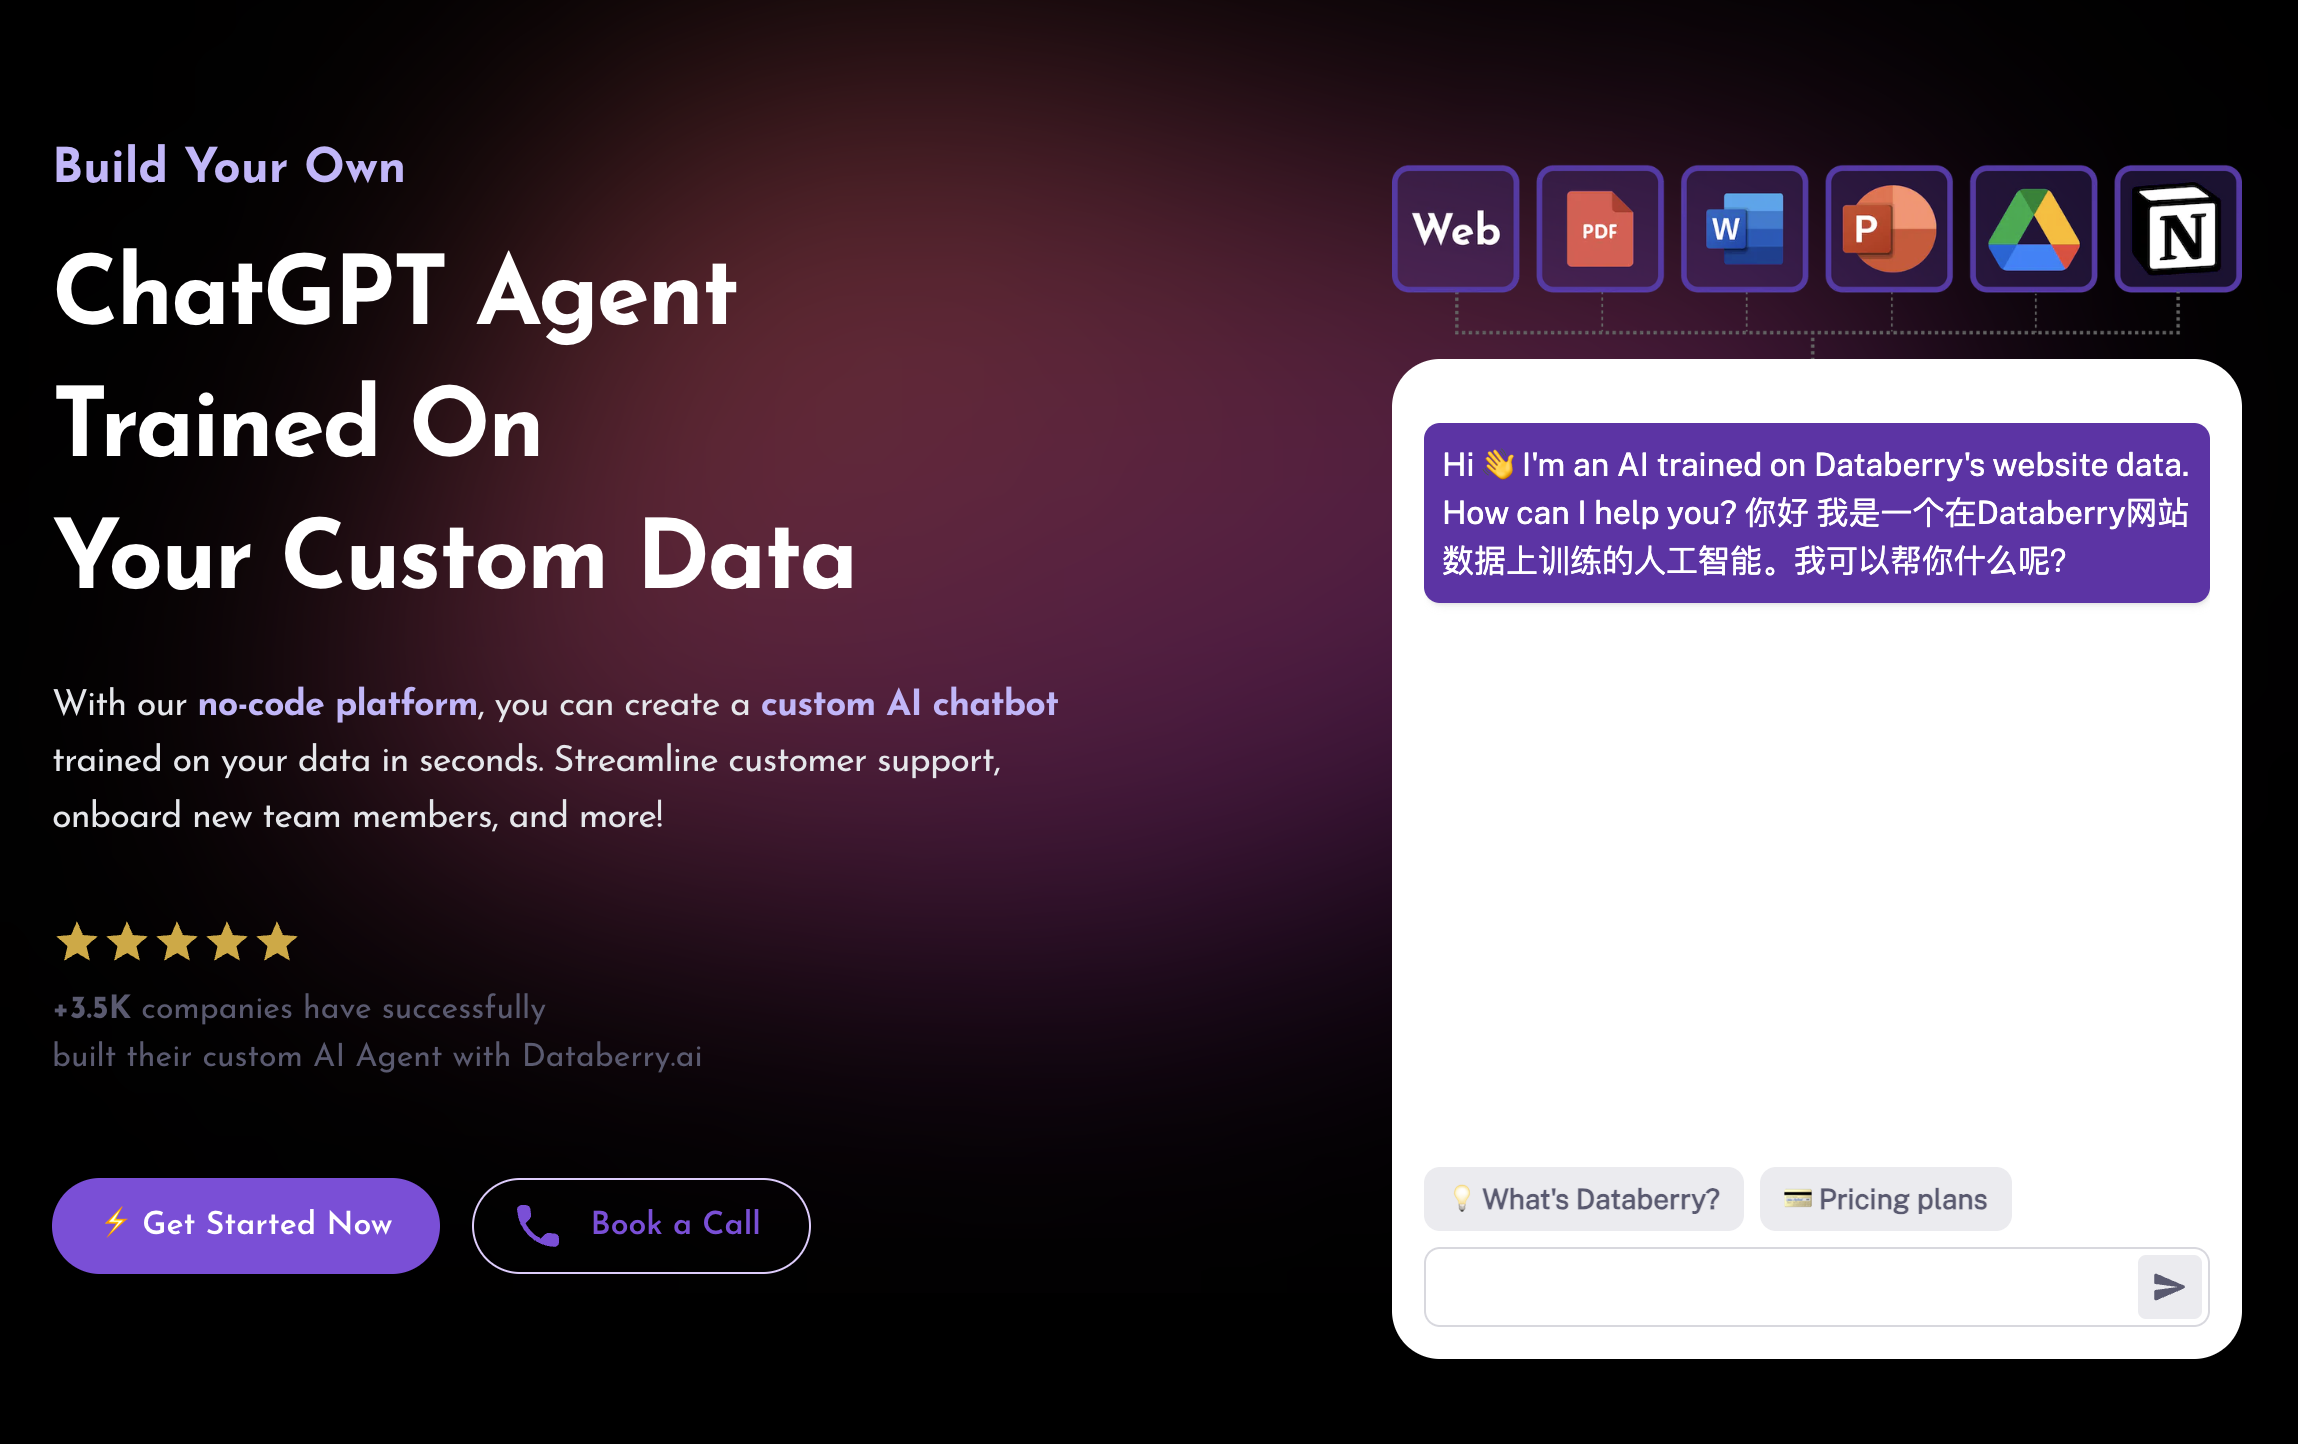 Build Your Own
ChatGPT Agent
Trained On
Your Custom Data
With our no-code platform, you can create a custom AI chatbot
trained on your data in seconds. Streamline customer support,
onboard new team members, and more!
+3.5K companies have successfully
built their custom AI Agent with Databerry.ai
⚡ Get Started Now
Book a Call
Web
PDF
W
P
N
Hi 👋 I'm an AI trained on Databerry's website data.
How can I help you? 你好 我是一个在Databerry网站
数据上训练的人工智能。我可以帮你什么呢?
💡 What's Databerry?
💳 Pricing plans